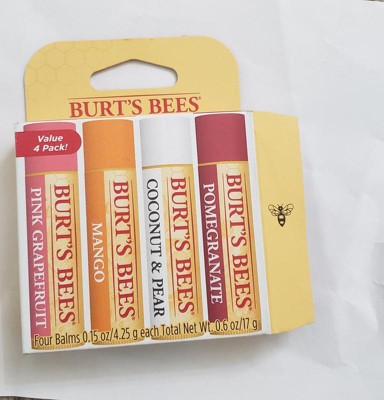 BURT'S BEES®
Value
4 Pack!
PINK GRAPEFRUIT
BURT'S BEES
MANGO
BURT'S BEES
COCONUT & PEAR
BURT'S BEES
POMEGRANATE
BURT'S BEES
Four Balms 0.15 oz/4.25 g each Total Net Wt. 0.6 oz/17 g